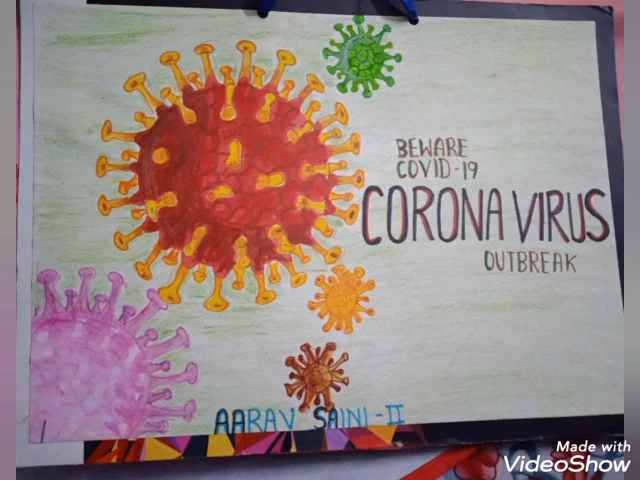 BEWARE
COVID-19
CORONA VIRUS
OUTBREAK
AARAV SAINI-II
Made with
VideoShow